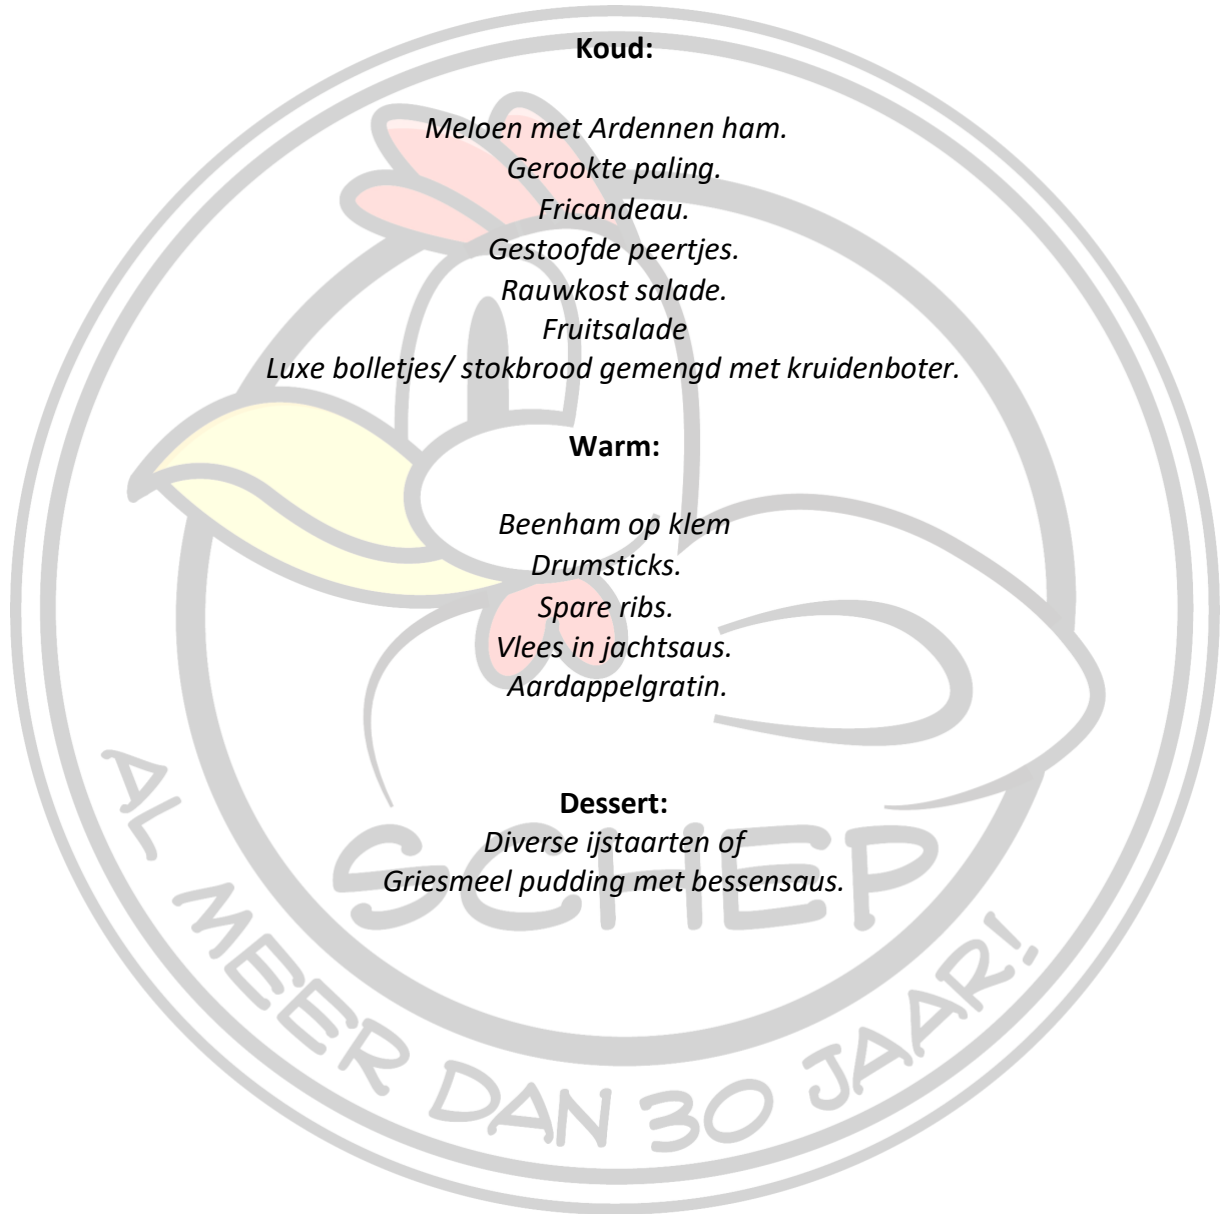 Koud:
Meloen met Ardennen ham.
Gerookte paling.
Fricandeau.
Gestoofde peertjes.
Rauwkost salade.
Fruitsalade
Luxe bolletjes/ stokbrood gemengd met kruidenboter.
Warm:
Beenham op klem
Drumsticks.
Spare ribs.
Vlees in jachtsaus.
Aardappelgratin.
Dessert:
Diverse ijstaarten of
Griesmeel pudding met bessensaus.
SCHEP
AL MEER DAN 30 JAAR!